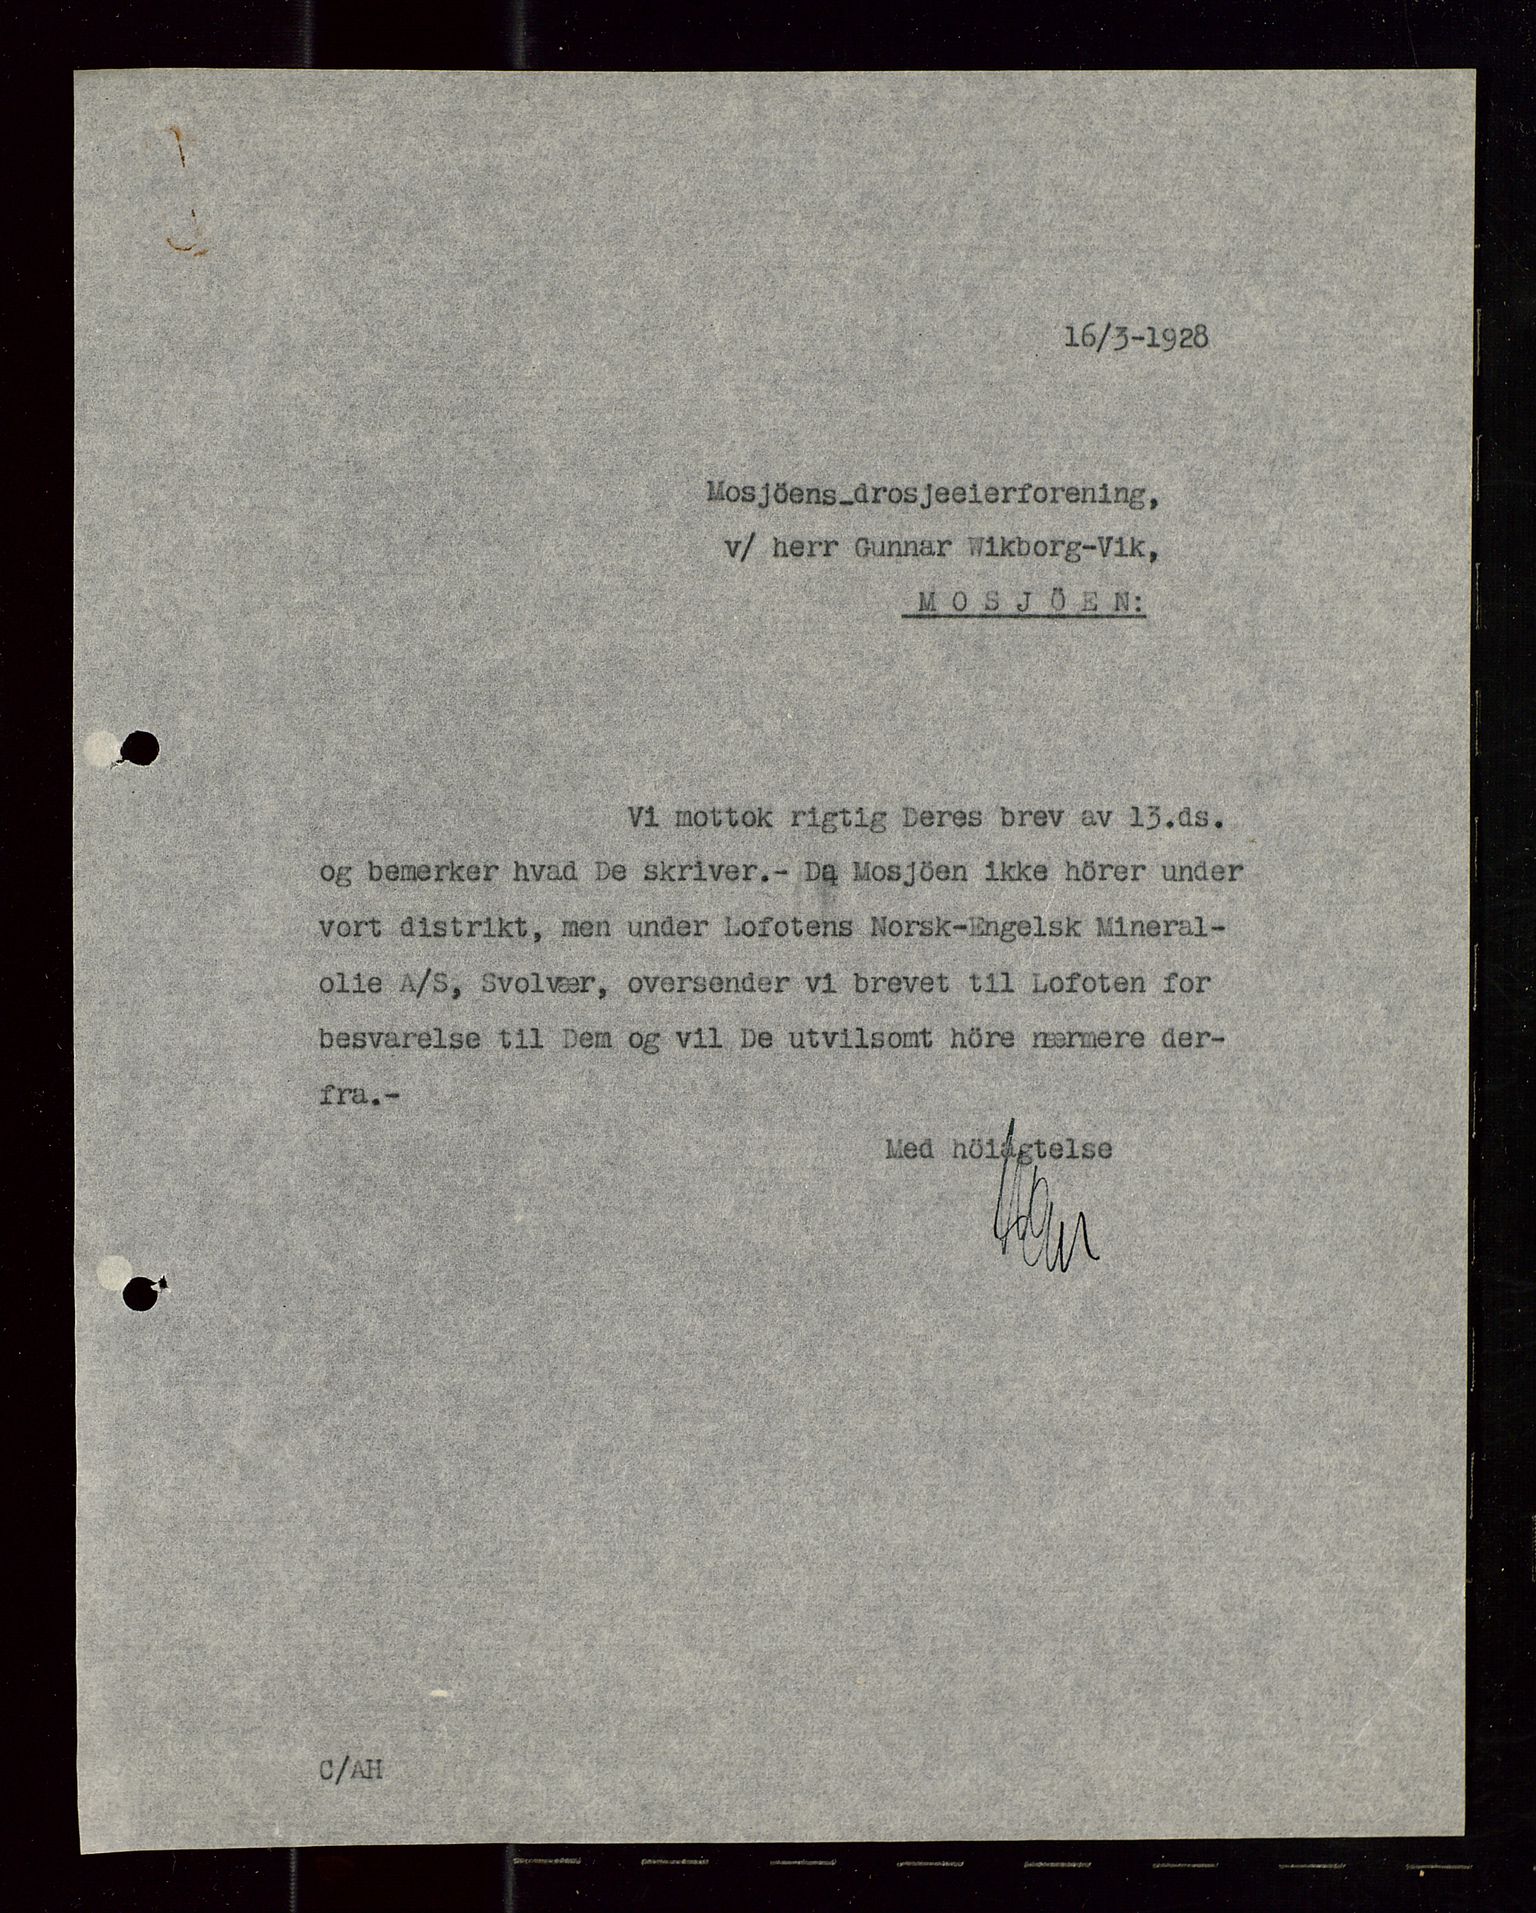 16/3-1928
Mosjöens_drosjeeierforening,
v/ herr Gunnar Wikborg-Vik,
M O S J Ö E N:
Vi mottok rigtig Deres brev av 13.ds.
og bemerker hvad De skriver.- Da Mosjöen ikke hörer under
vort distrikt, men under Lofotens Norsk-Engelsk Mineral-
olie A/S, Svolvær, oversender vi brevet til Lofoten for
besvarelse til Dem og vil De utvilsomt höre nærmere der-
fra.-
Med höiagtelse
C/AH